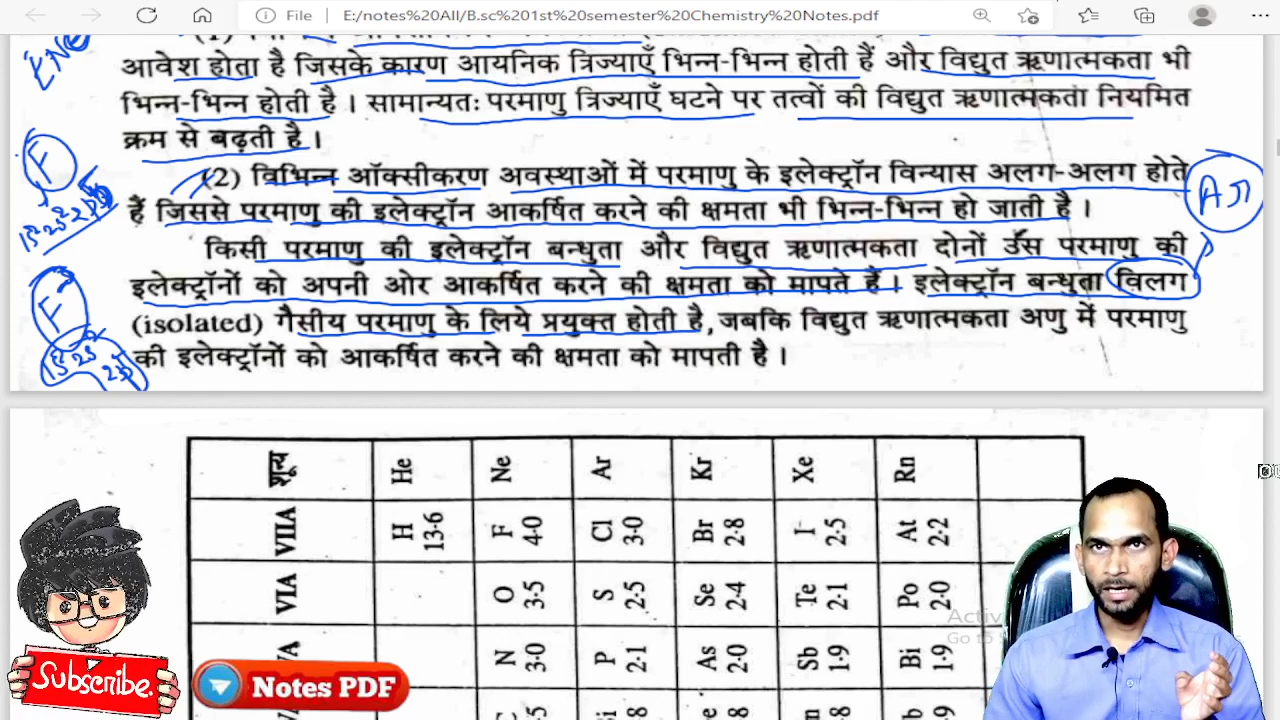 File E:/notes%20All/B.sc%201st%20semester%20Chemistry%20Notes.pdf
ENe
आवेश होता है जिसके कारण आयनिक त्रिज्याएँ भिन्न-भिन्न होती हैं और विद्युत ऋणात्मकता भी
भिन्न-भिन्न होती है। सामान्यतः परमाणु त्रिज्याएँ घटने पर तत्वों की विद्युत ऋणात्मकता नियमित
क्रम से बढ़ती है।
F
(2) विभिन्न ऑक्सीकरण अवस्थाओं में परमाणु के इलेक्ट्रॉन विन्यास अलग-अलग होते
हैं जिससे परमाणु की इलेक्ट्रॉन आकर्षित करने की क्षमता भी भिन्न-भिन्न हो जाती है।
किसी परमाणु की इलेक्ट्रॉन बन्धुता और विद्युत ऋणात्मकता दोनों उस परमाणु की
इलेक्ट्रॉनों को अपनी ओर आकर्षित करने की क्षमता को मापते हैं। इलेक्ट्रॉन बन्धुता विलग
(isolated) गैसीय परमाणु के लिये प्रयुक्त होती है, जबकि विद्युत ऋणात्मकता अणु में परमाणु
की इलेक्ट्रॉनों को आकर्षित करने की क्षमता को मापती है।
F⁻
शून्य He Ne Ar Kr Xe Rn
VIIA H 13·6 F 4·0 Cl 3·0 Br 2·8 I 2·5 At 2·2
VIA O 3·5 S 2·5 Se 2·4 Te 2·1 Po 2·0
N 3·0 P 2·1 As 2·0 Sb 1·9 Bi 1·9
Subscribe.
Notes PDF